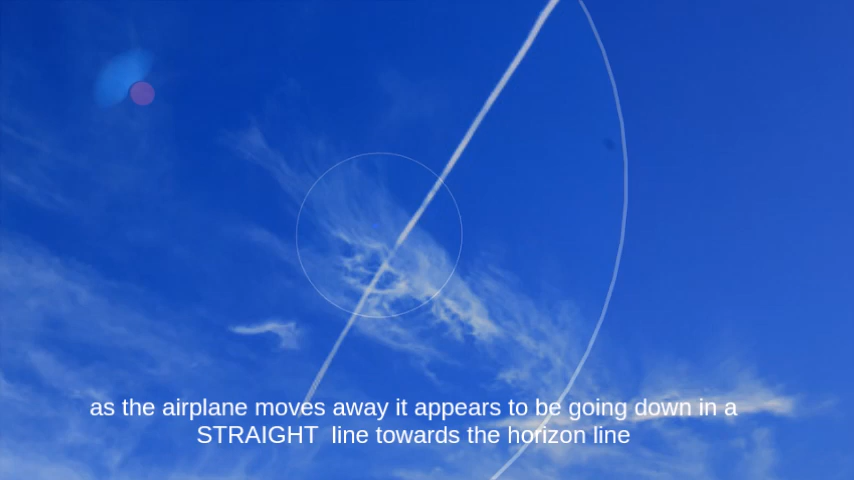 as the airplane moves away it appears to be going down in a
STRAIGHT  line towards the horizon line